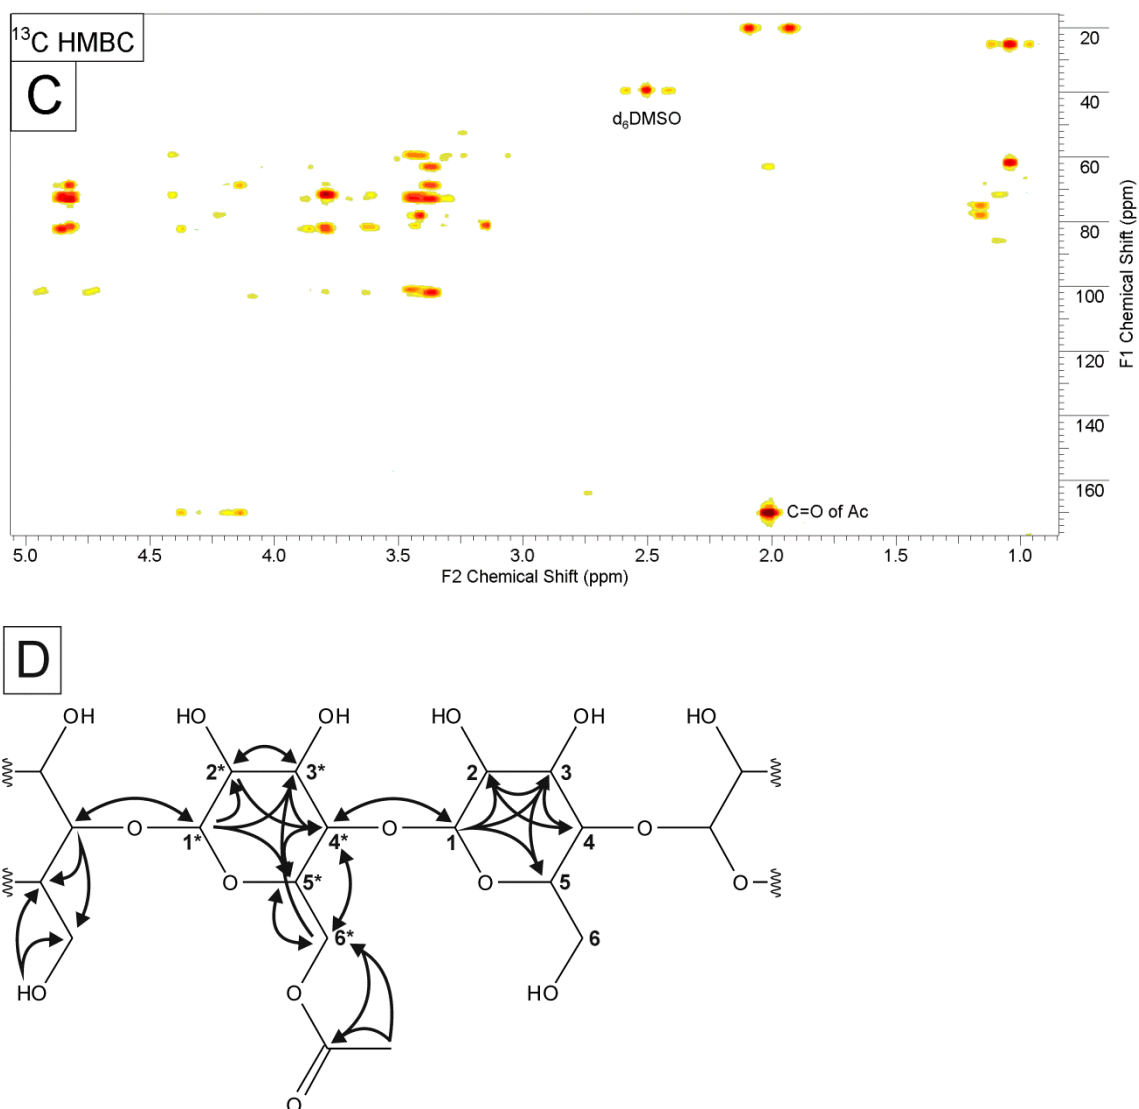 ¹³C HMBC
C
d₆DMSO
C=O of Ac
20
40
60
80
100
120
140
160
F1 Chemical Shift (ppm)
5.0 4.5 4.0 3.5 3.0 2.5 2.0 1.5 1.0
F2 Chemical Shift (ppm)
D
OH HO OH HO OH HO
2* 3* 2 3
O 1* 4* O 1 4 O
O 5* O 5 O
6* 6
HO O HO
O